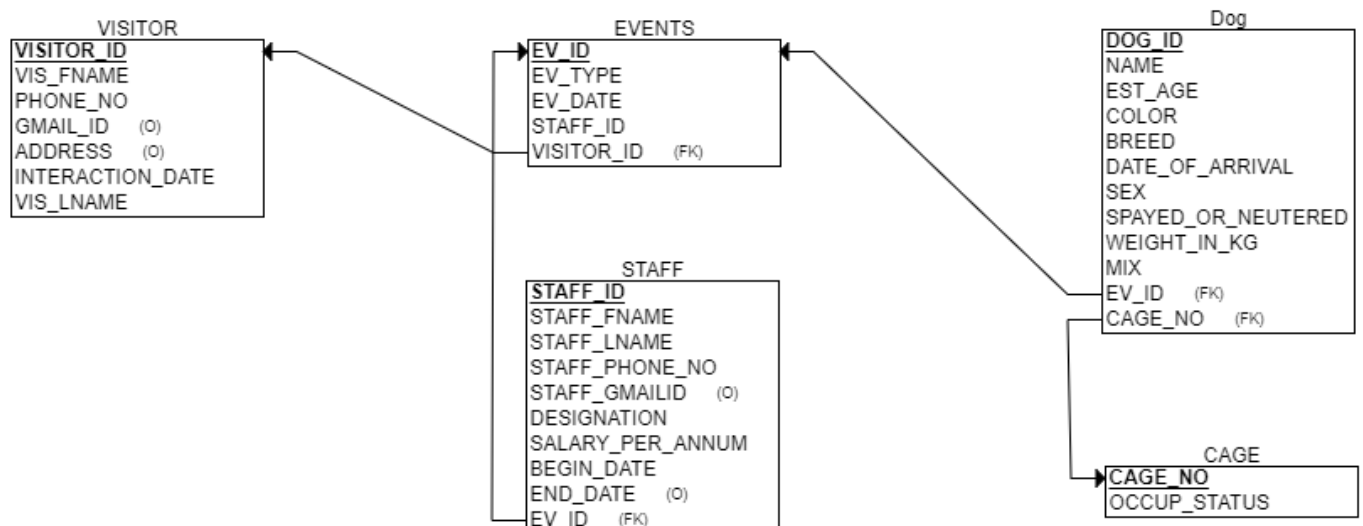 VISITOR
VISITOR_ID
VIS_FNAME
PHONE_NO
GMAIL_ID (O)
ADDRESS (O)
INTERACTION_DATE
VIS_LNAME
EVENTS
EV_ID
EV_TYPE
EV_DATE
STAFF_ID
VISITOR_ID (FK)
Dog
DOG_ID
NAME
EST_AGE
COLOR
BREED
DATE_OF_ARRIVAL
SEX
SPAYED_OR_NEUTERED
WEIGHT_IN_KG
MIX
EV_ID (FK)
CAGE_NO (FK)
STAFF
STAFF_ID
STAFF_FNAME
STAFF_LNAME
STAFF_PHONE_NO
STAFF_GMAILID (O)
DESIGNATION
SALARY_PER_ANNUM
BEGIN_DATE
END_DATE (O)
EV_ID (FK)
CAGE
CAGE_NO
OCCUP_STATUS